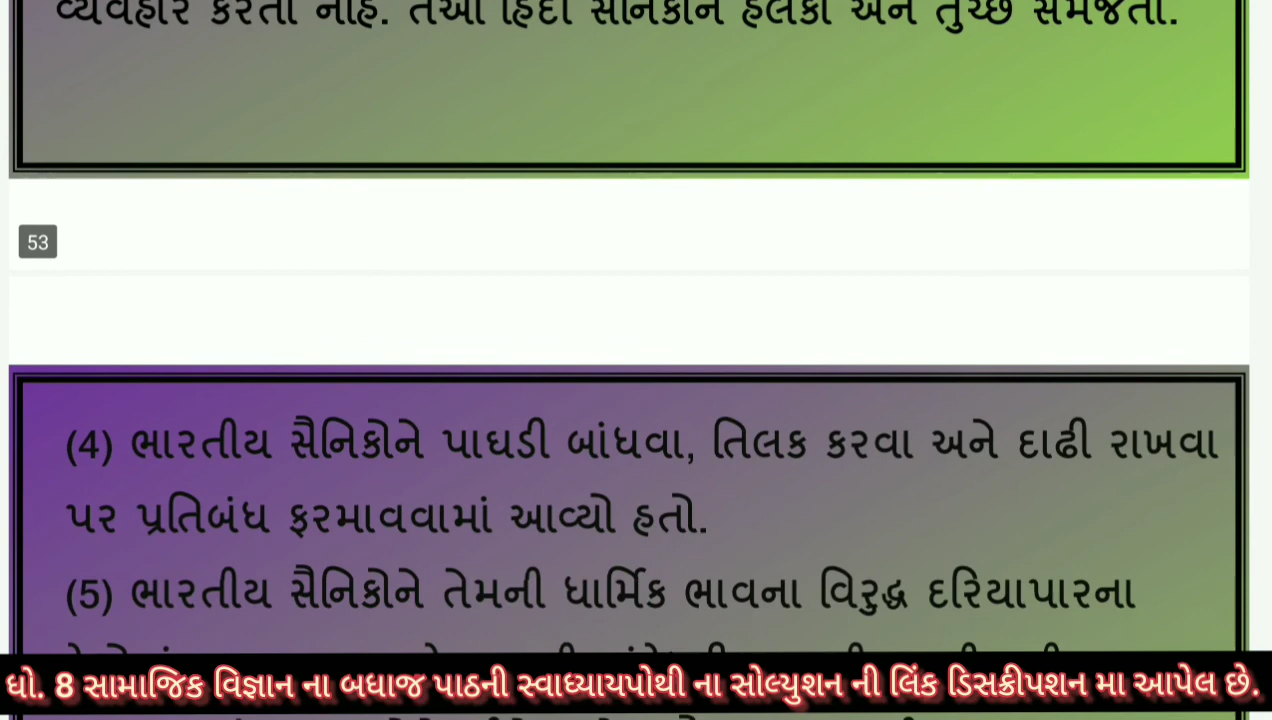 વ્યવહાર કરતા નહિ. તેઓ હિંદી સૈનિકોને હલકા અને તુચ્છ સમજતા.
53
(4) ભારતીય સૈનિકોને પાઘડી બાંધવા, તિલક કરવા અને દાઢી રાખવા
પર પ્રતિબંધ ફરમાવવામાં આવ્યો હતો.
(5) ભારતીય સૈનિકોને તેમની ધાર્મિક ભાવના વિરુદ્ધ દરિયાપારના
ધો. 8 સામાજિક વિજ્ઞાન ના બધાજ પાઠની સ્વાધ્યાયપોથી ના સોલ્યુશન ની લિંક ડિસક્રીપશન મા આપેલ છે.